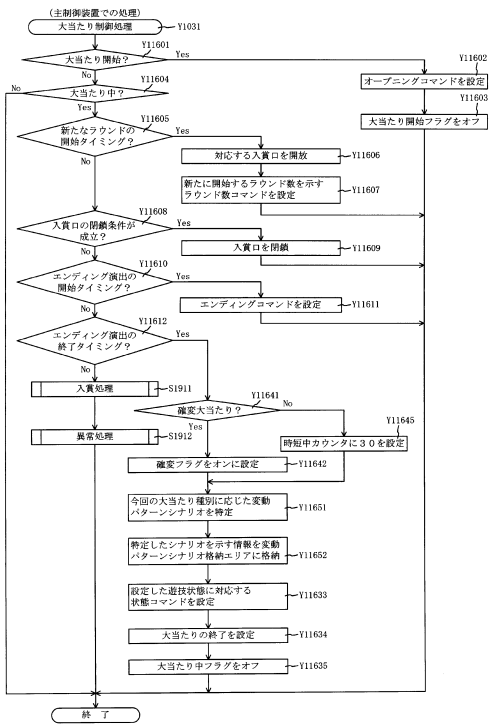 (主制御装置での処理)
大当たり制御処理
Y1031
Y11601
大当たり開始？
Yes
No
Y11602
オープニングコマンドを設定
Y11603
大当たり開始フラグをオフ
Y11604
No
大当たり中？
Yes
Y11605
新たなラウンドの
開始タイミング？
Yes
No
対応する入賞口を開放
Y11606
新たに開始するラウンド数を示す
ラウンド数コマンドを設定
Y11607
Y11608
入賞口の閉鎖条件が
成立？
Yes
No
入賞口を閉鎖
Y11609
Y11610
エンディング演出の
開始タイミング？
Yes
No
エンディングコマンドを設定
Y11611
Y11612
エンディング演出の
終了タイミング？
Yes
No
入賞処理
S1911
異常処理
S1912
Y11641
確変大当たり？
No
Yes
Y11645
時短中カウンタに３０を設定
確変フラグをオンに設定
Y11642
今回の大当たり種別に応じた変動
パターンシナリオを特定
Y11651
特定したシナリオを示す情報を変動
パターンシナリオ格納エリアに格納
Y11652
設定した遊技状態に対応する
状態コマンドを設定
Y11633
大当たりの終了を設定
Y11634
大当たり中フラグをオフ
Y11635
終 了